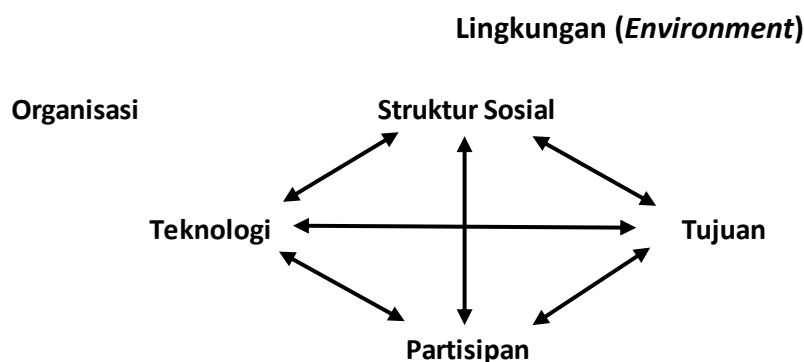 Lingkungan (Environment)
Organisasi
Struktur Sosial
Teknologi
Tujuan
Partisipan